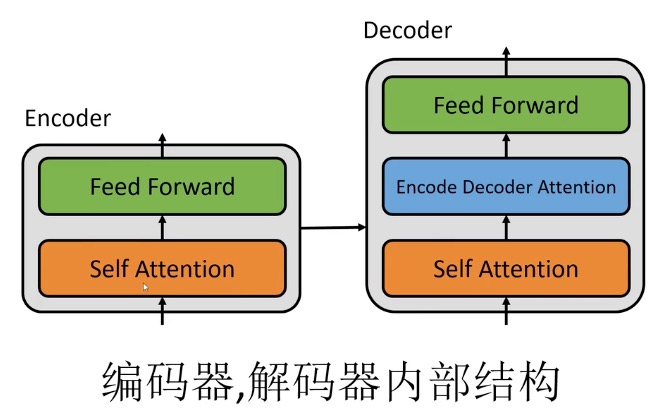 Decoder
Feed Forward
Encoder
Feed Forward
Encode Decoder Attention
Self Attention
Self Attention
编码器,解码器内部结构